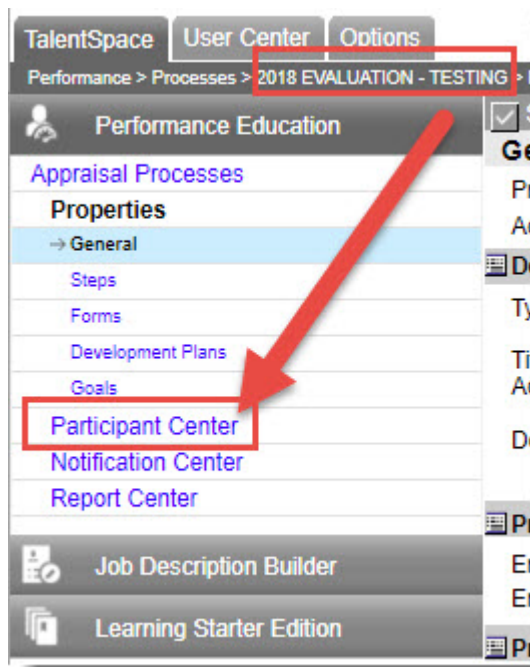 TalentSpace User Center Options
Performance > Processes > 2018 EVALUATION - TESTING >
Performance Education
Appraisal Processes
Properties
→ General
Steps
Forms
Development Plans
Goals
Participant Center
Notification Center
Report Center
Job Description Builder
Learning Starter Edition